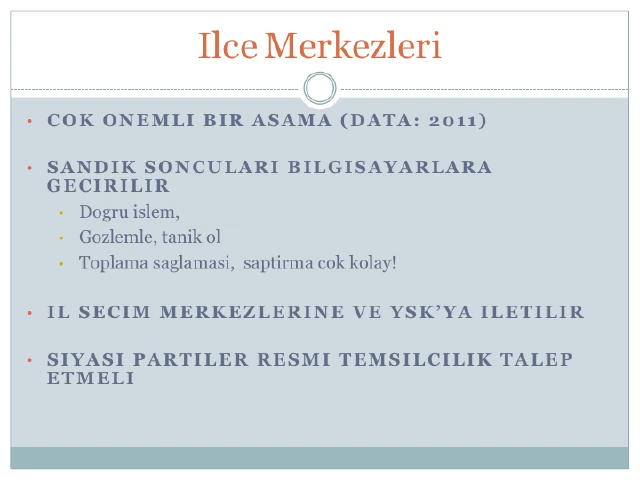 Ilce Merkezleri
• COK ONEMLI BIR ASAMA (DATA: 2011)
• SANDIK SONCULARI BILGISAYARLARA
GECIRILIR
• Dogru islem,
• Gozlemle, tanik ol
• Toplama saglamasi, saptirma cok kolay!
• IL SECIM MERKEZLERINE VE YSK'YA ILETILIR
• SIYASI PARTILER RESMI TEMSILCILIK TALEP
ETMELI